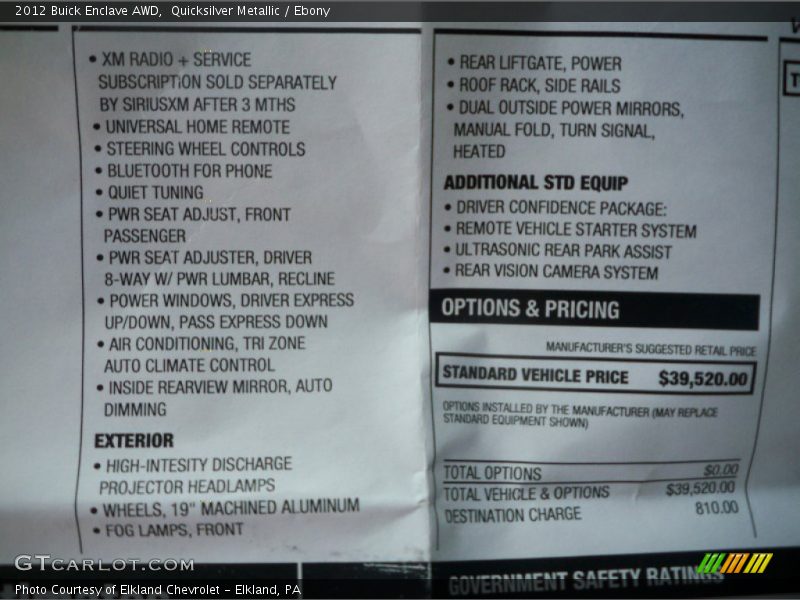 2012 Buick Enclave AWD,  Quicksilver Metallic / Ebony
• XM RADIO + SERVICE
SUBSCRIPTION SOLD SEPARATELY
BY SIRIUSXM AFTER 3 MTHS
• UNIVERSAL HOME REMOTE
• STEERING WHEEL CONTROLS
• BLUETOOTH FOR PHONE
• QUIET TUNING
• PWR SEAT ADJUST, FRONT
PASSENGER
• PWR SEAT ADJUSTER, DRIVER
8-WAY W/ PWR LUMBAR, RECLINE
• POWER WINDOWS, DRIVER EXPRESS
UP/DOWN, PASS EXPRESS DOWN
• AIR CONDITIONING, TRI ZONE
AUTO CLIMATE CONTROL
• INSIDE REARVIEW MIRROR, AUTO
DIMMING
EXTERIOR
• HIGH-INTESITY DISCHARGE
PROJECTOR HEADLAMPS
• WHEELS, 19" MACHINED ALUMINUM
• FOG LAMPS, FRONT
• REAR LIFTGATE, POWER
• ROOF RACK, SIDE RAILS
• DUAL OUTSIDE POWER MIRRORS,
MANUAL FOLD, TURN SIGNAL,
HEATED
ADDITIONAL STD EQUIP
• DRIVER CONFIDENCE PACKAGE:
• REMOTE VEHICLE STARTER SYSTEM
• ULTRASONIC REAR PARK ASSIST
• REAR VISION CAMERA SYSTEM
OPTIONS & PRICING
MANUFACTURER'S SUGGESTED RETAIL PRICE
STANDARD VEHICLE PRICE $39,520.00
OPTIONS INSTALLED BY THE MANUFACTURER (MAY REPLACE
STANDARD EQUIPMENT SHOWN)
TOTAL OPTIONS $0.00
TOTAL VEHICLE & OPTIONS $39,520.00
DESTINATION CHARGE 810.00
GOVERNMENT SAFETY RATINGS
GTCARLOT.COM
Photo Courtesy of Elkland Chevrolet - Elkland, PA